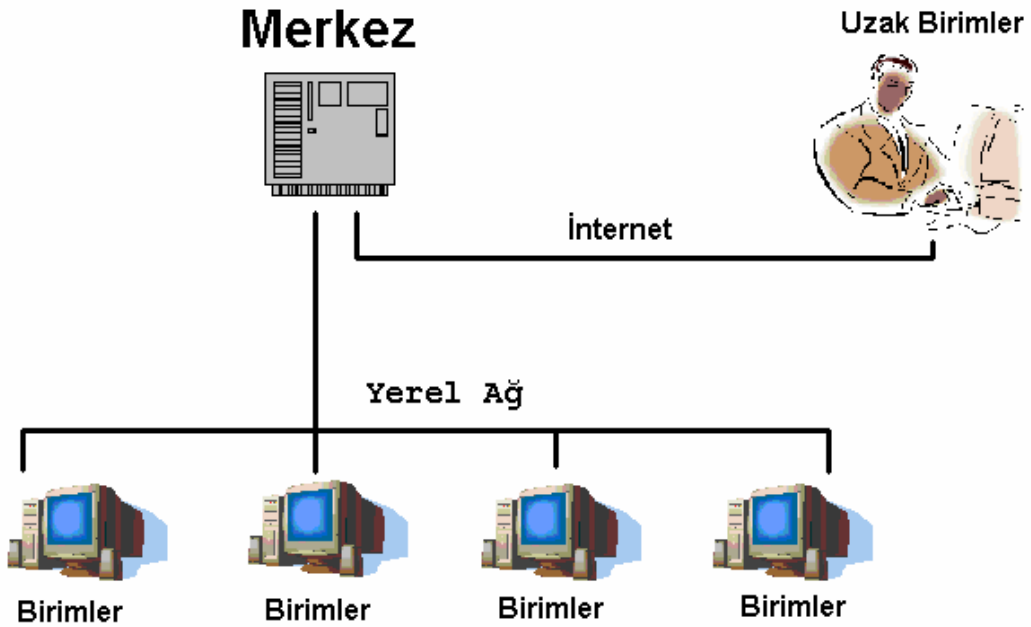 Merkez
Uzak Birimler
İnternet
Yerel Ağ
Birimler
Birimler
Birimler
Birimler